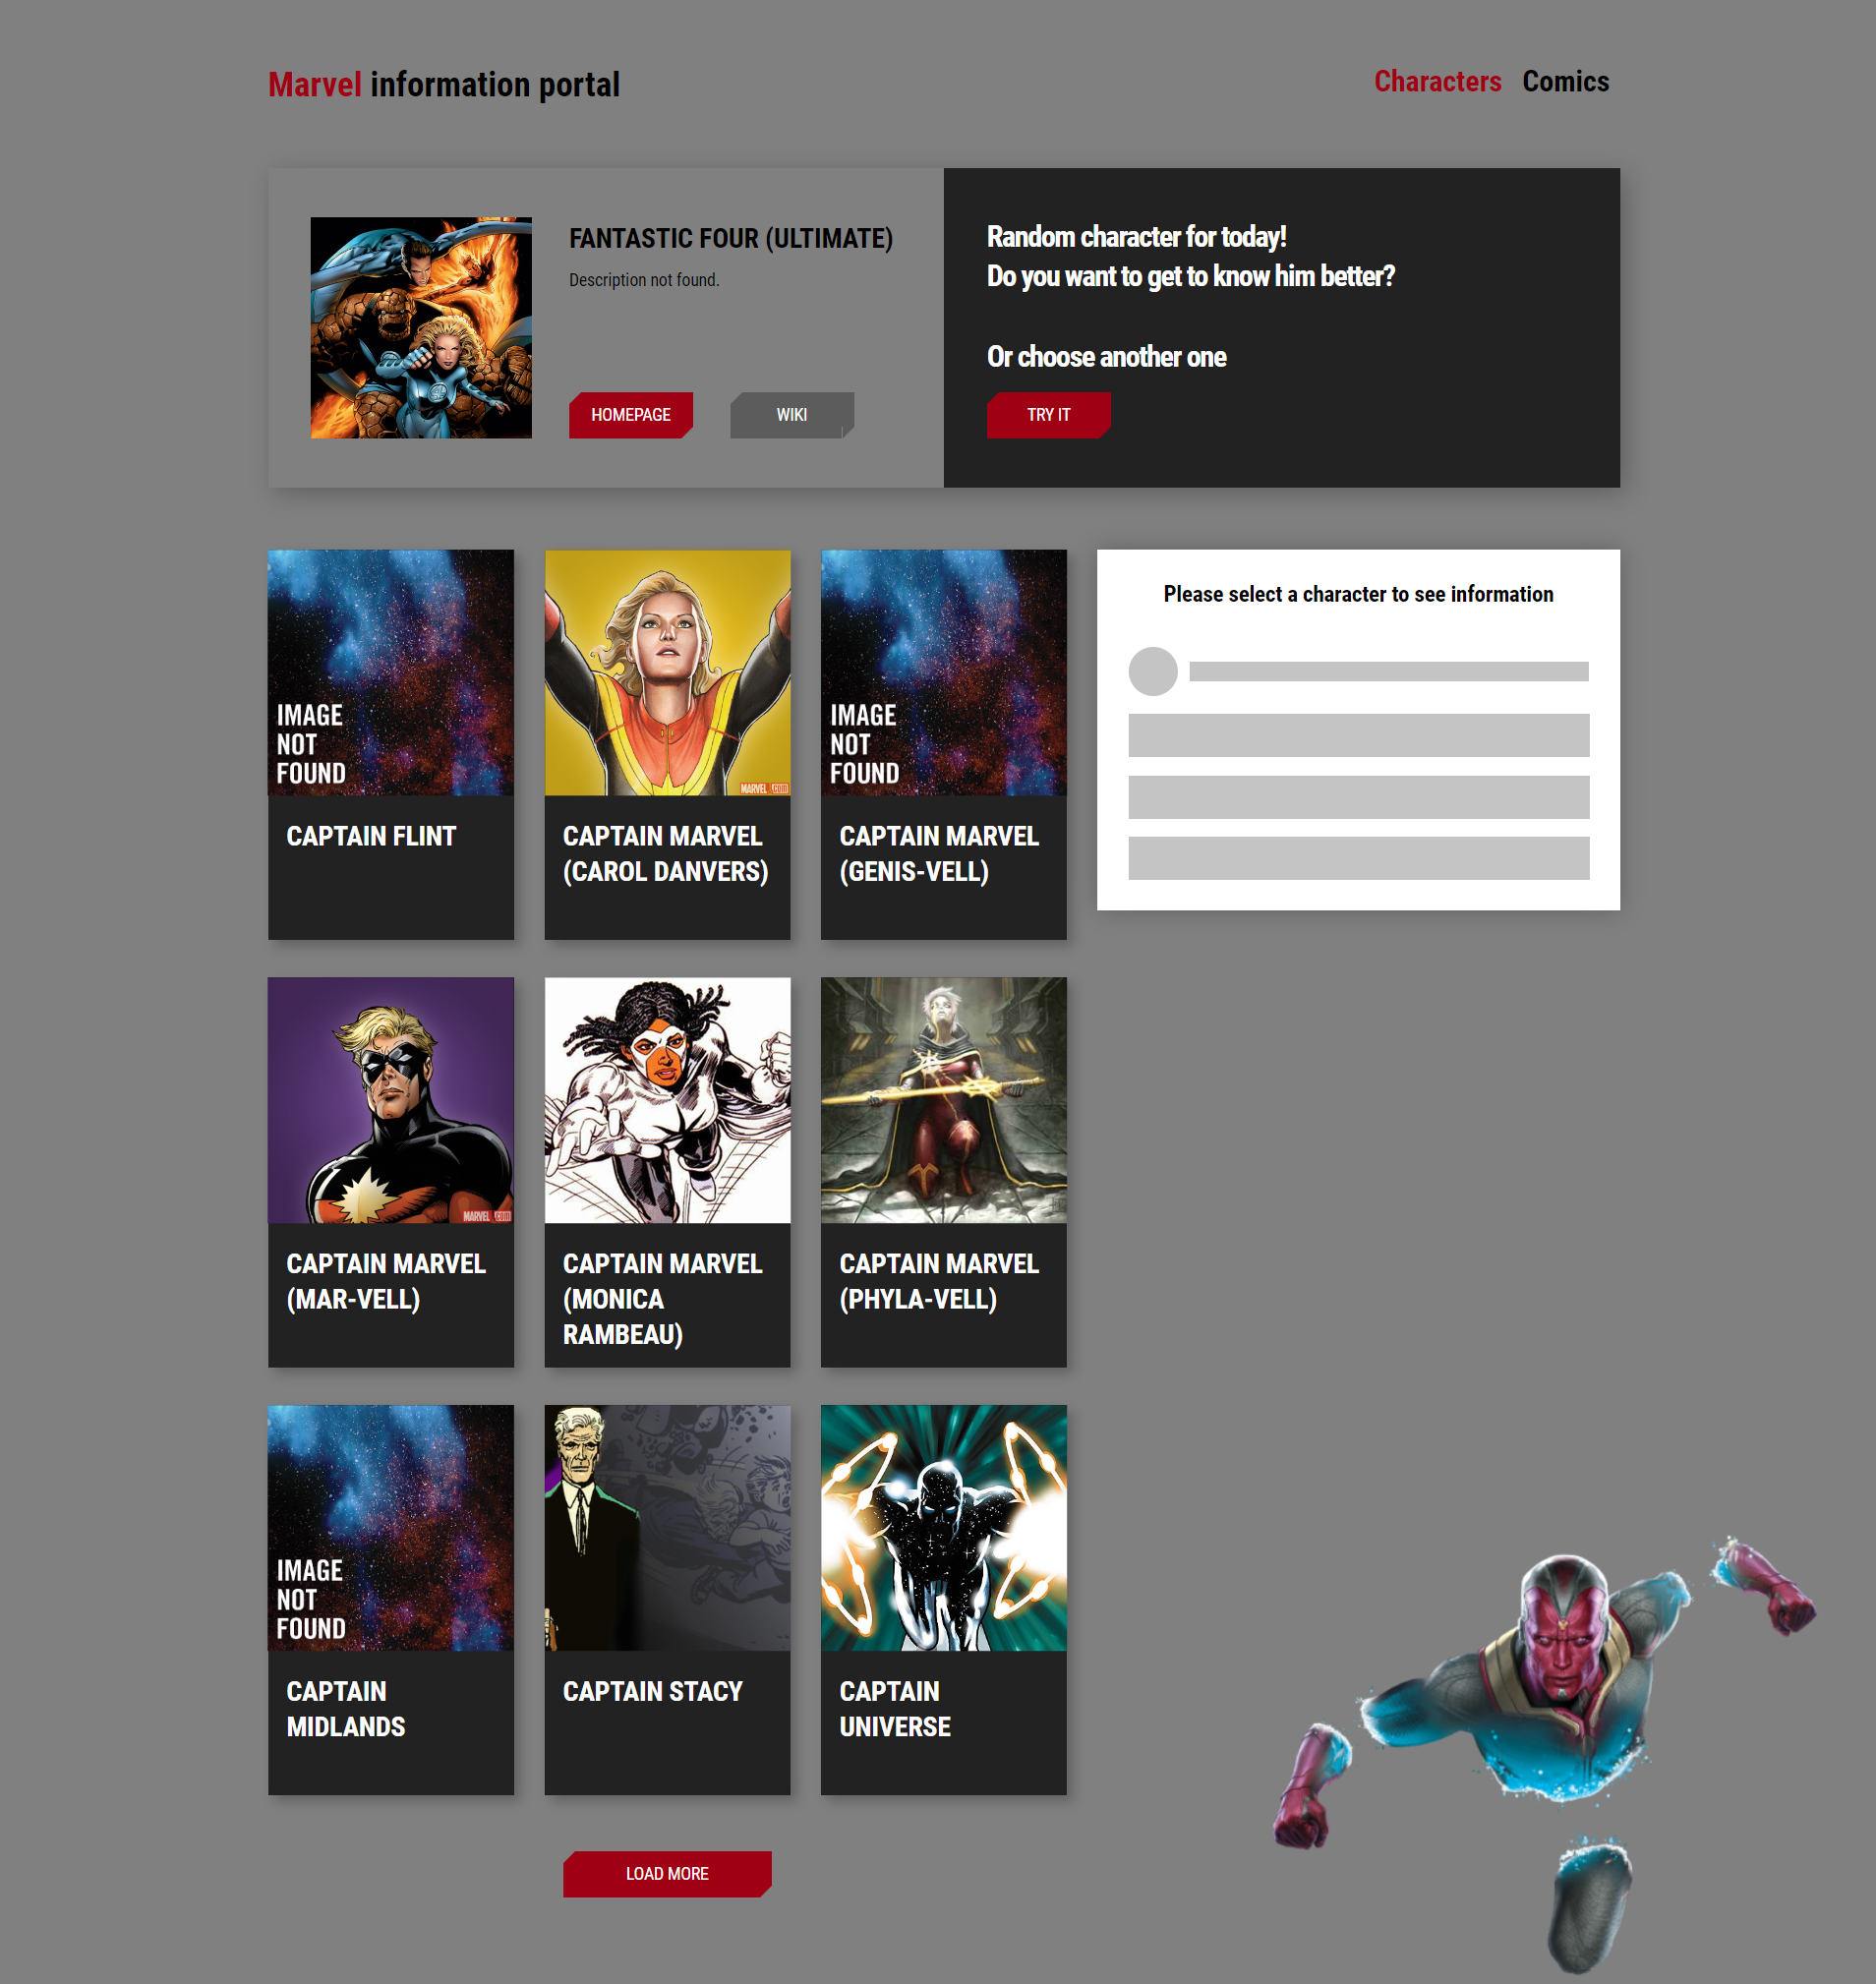 Marvel information portal
Characters Comics
FANTASTIC FOUR (ULTIMATE)
Description not found.
HOMEPAGE
WIKI
Random character for today!
Do you want to get to know him better?
Or choose another one
TRY IT
IMAGE
NOT
FOUND
CAPTAIN FLINT
MARVEL .com
CAPTAIN MARVEL
(CAROL DANVERS)
IMAGE
NOT
FOUND
CAPTAIN MARVEL
(GENIS-VELL)
Please select a character to see information
MARVEL .com
CAPTAIN MARVEL
(MAR-VELL)
CAPTAIN MARVEL
(MONICA
RAMBEAU)
CAPTAIN MARVEL
(PHYLA-VELL)
IMAGE
NOT
FOUND
CAPTAIN
MIDLANDS
CAPTAIN STACY
CAPTAIN
UNIVERSE
LOAD MORE